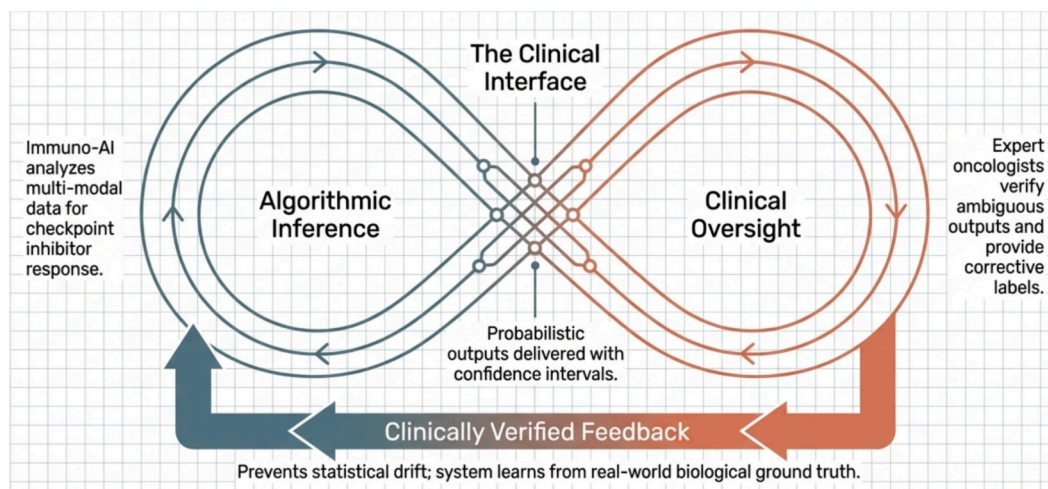 The Clinical
Interface
Immuno-AI
analyzes
multi-modal
data for
checkpoint
inhibitor
response.
Algorithmic
Inference
Clinical
Oversight
Expert
oncologists
verify
ambiguous
outputs and
provide
corrective
labels.
Probabilistic
outputs delivered with
confidence intervals.
Clinically Verified Feedback
Prevents statistical drift; system learns from real-world biological ground truth.